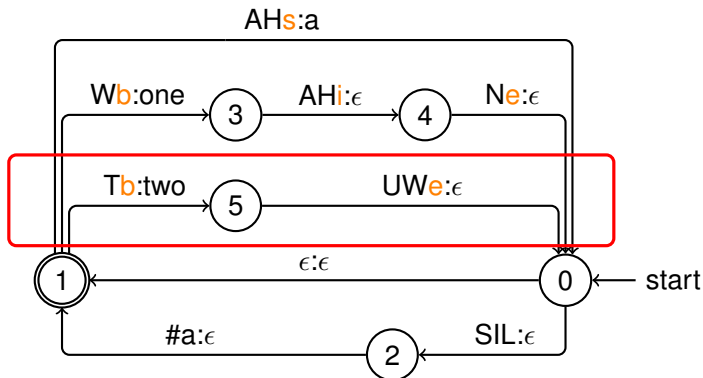 AHs:a
Wb:one 3 AHi:ϵ 4 Ne:ϵ
Tb:two 5 UWe:ϵ
1 ϵ:ϵ 0 start
#a:ϵ 2 SIL:ϵ